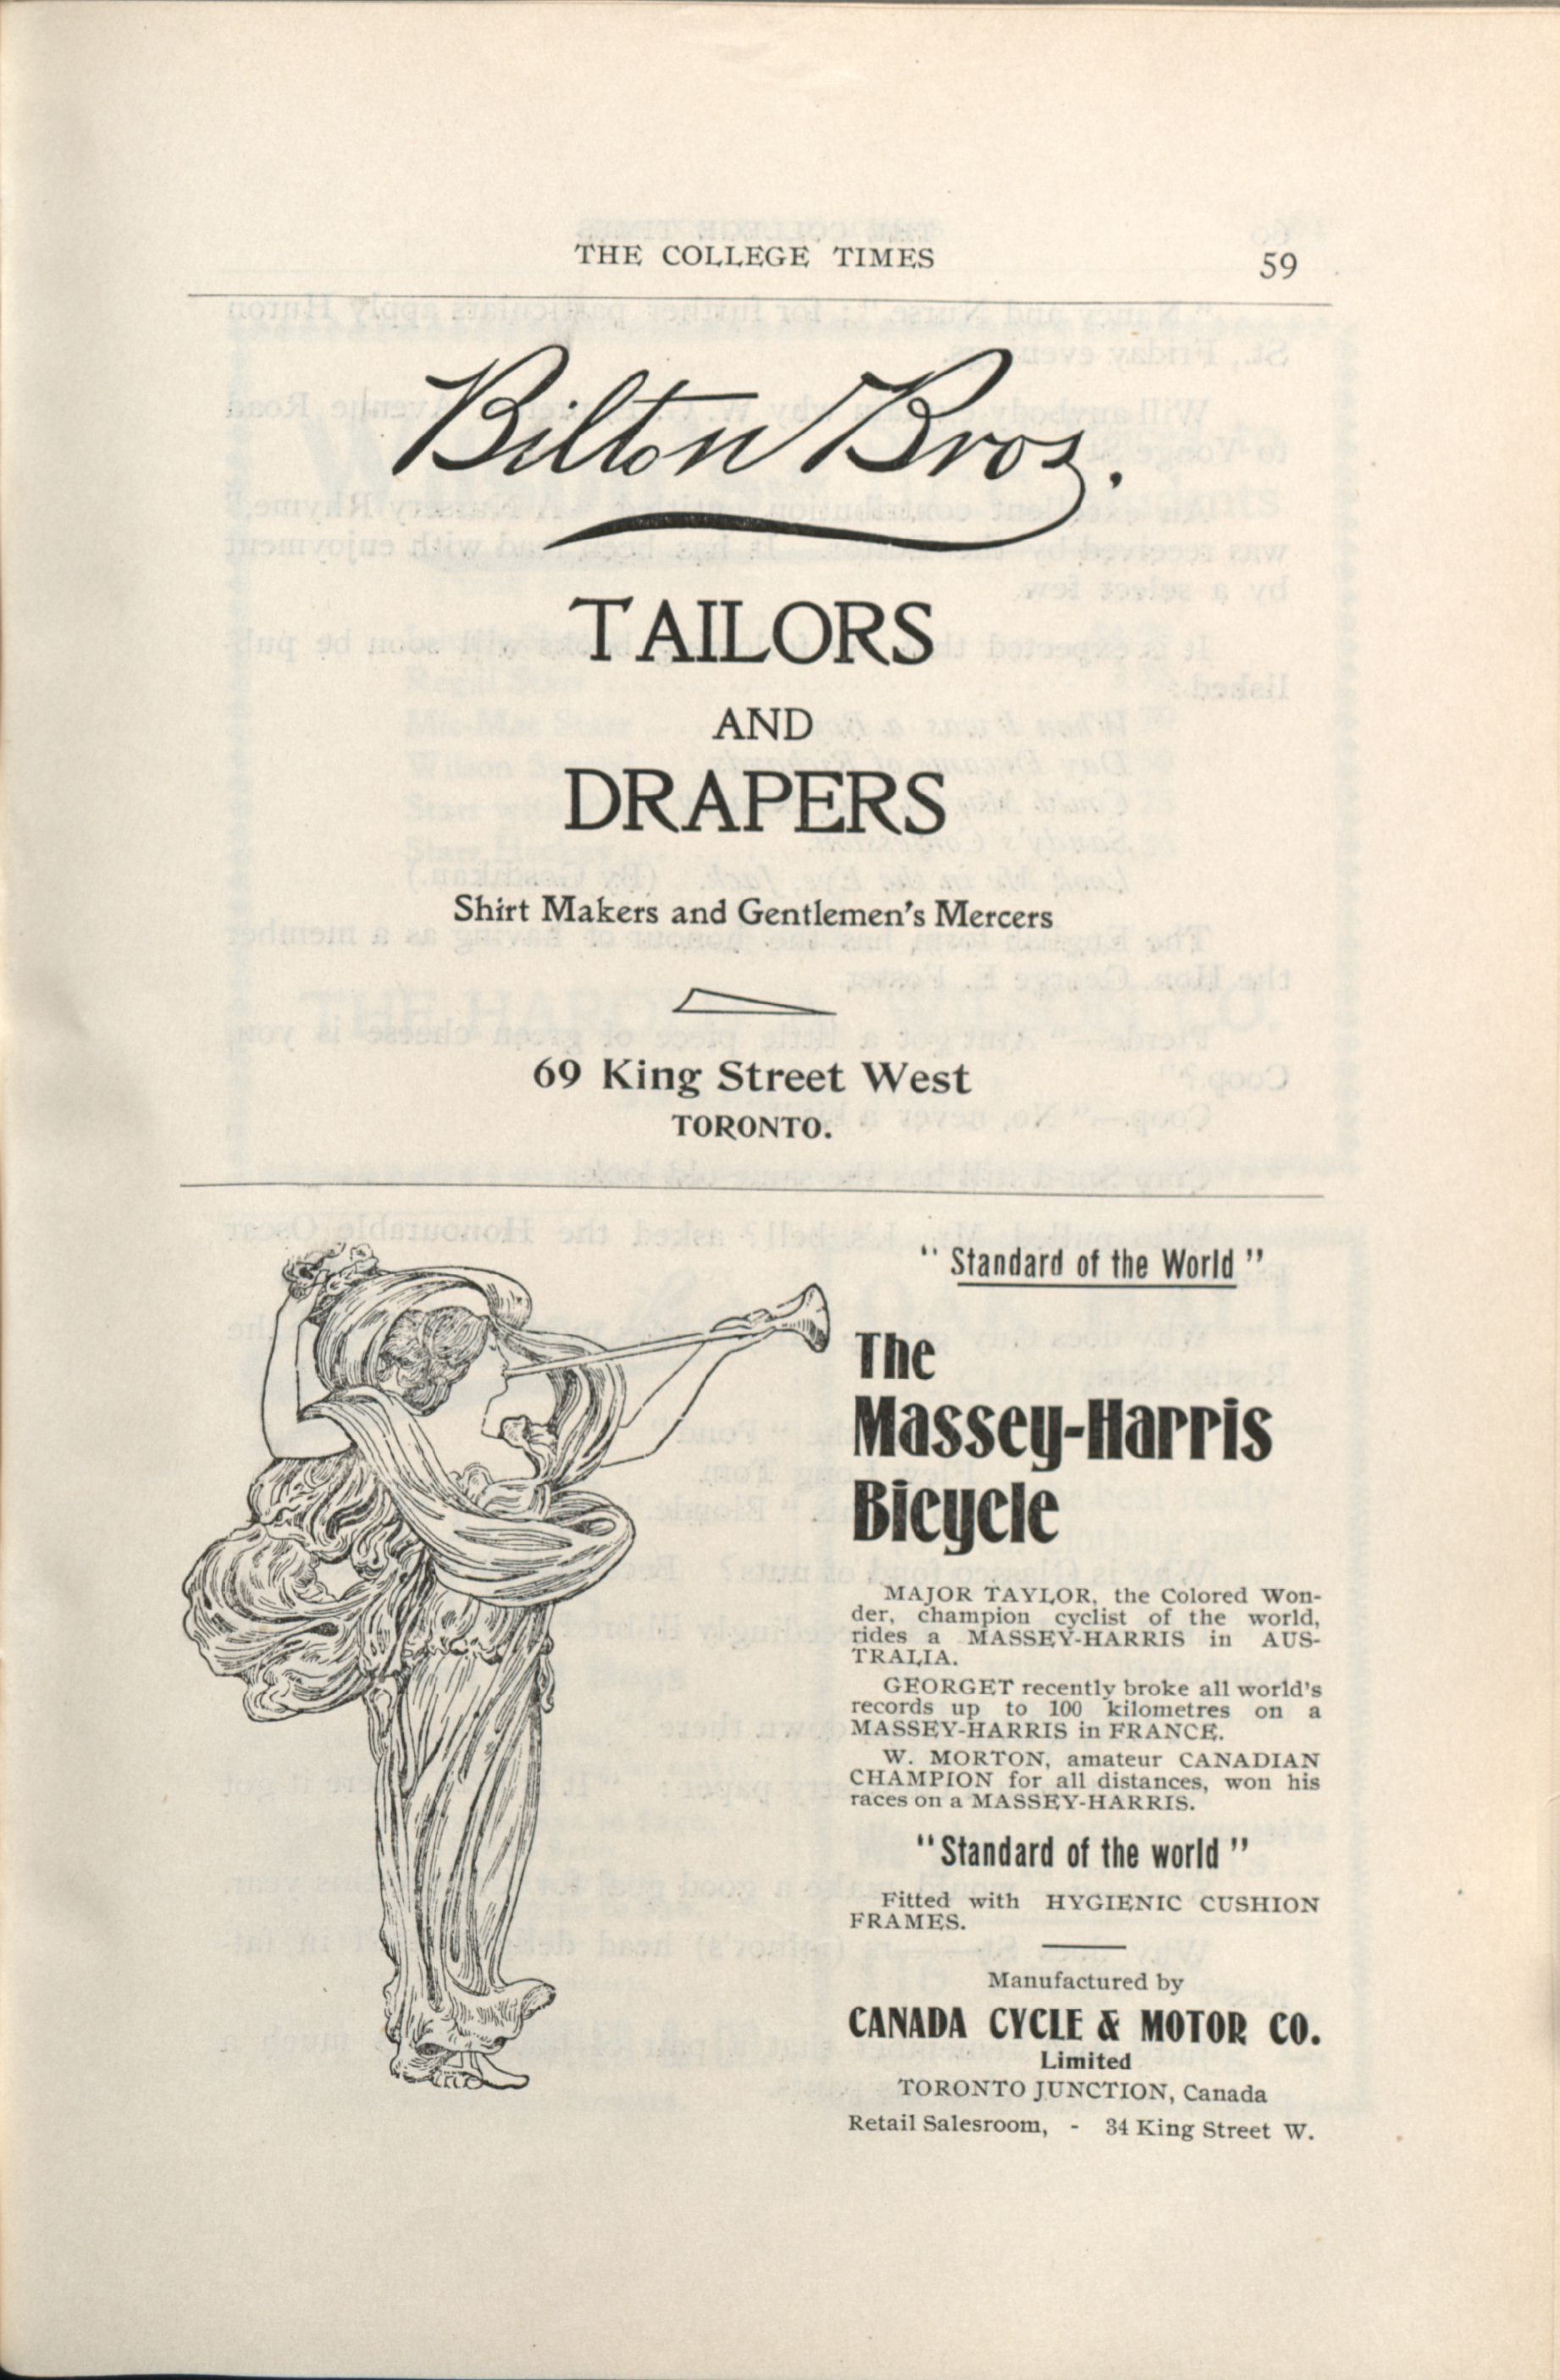 THE COLLEGE TIMES 59
Bilton Bros.
TAILORS
AND
DRAPERS
Shirt Makers and Gentlemen's Mercers
69 King Street West
TORONTO.
"Standard of the World"
The
Massey-Harris
Bicycle
MAJOR TAYLOR, the Colored Won-
der, champion cyclist of the world,
rides a MASSEY-HARRIS in AUS-
TRALIA.
GEORGET recently broke all world's
records up to 100 kilometres on a
MASSEY-HARRIS in FRANCE.
W. MORTON, amateur CANADIAN
CHAMPION for all distances, won his
races on a MASSEY-HARRIS.
"Standard of the world"
Fitted with HYGIENIC CUSHION
FRAMES.
Manufactured by
CANADA CYCLE & MOTOR CO.
Limited
TORONTO JUNCTION, Canada
Retail Salesroom, - 34 King Street W.